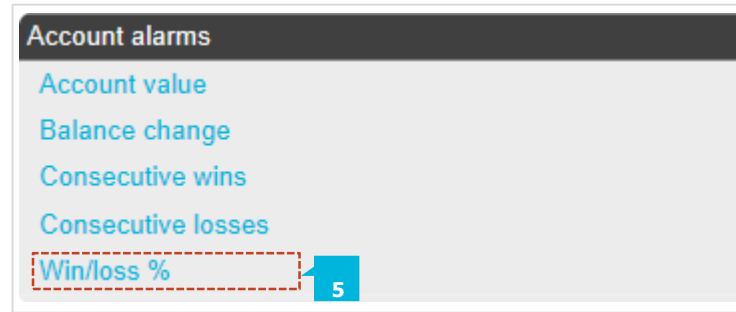 Account alarms
Account value
Balance change
Consecutive wins
Consecutive losses
Win/loss %
5